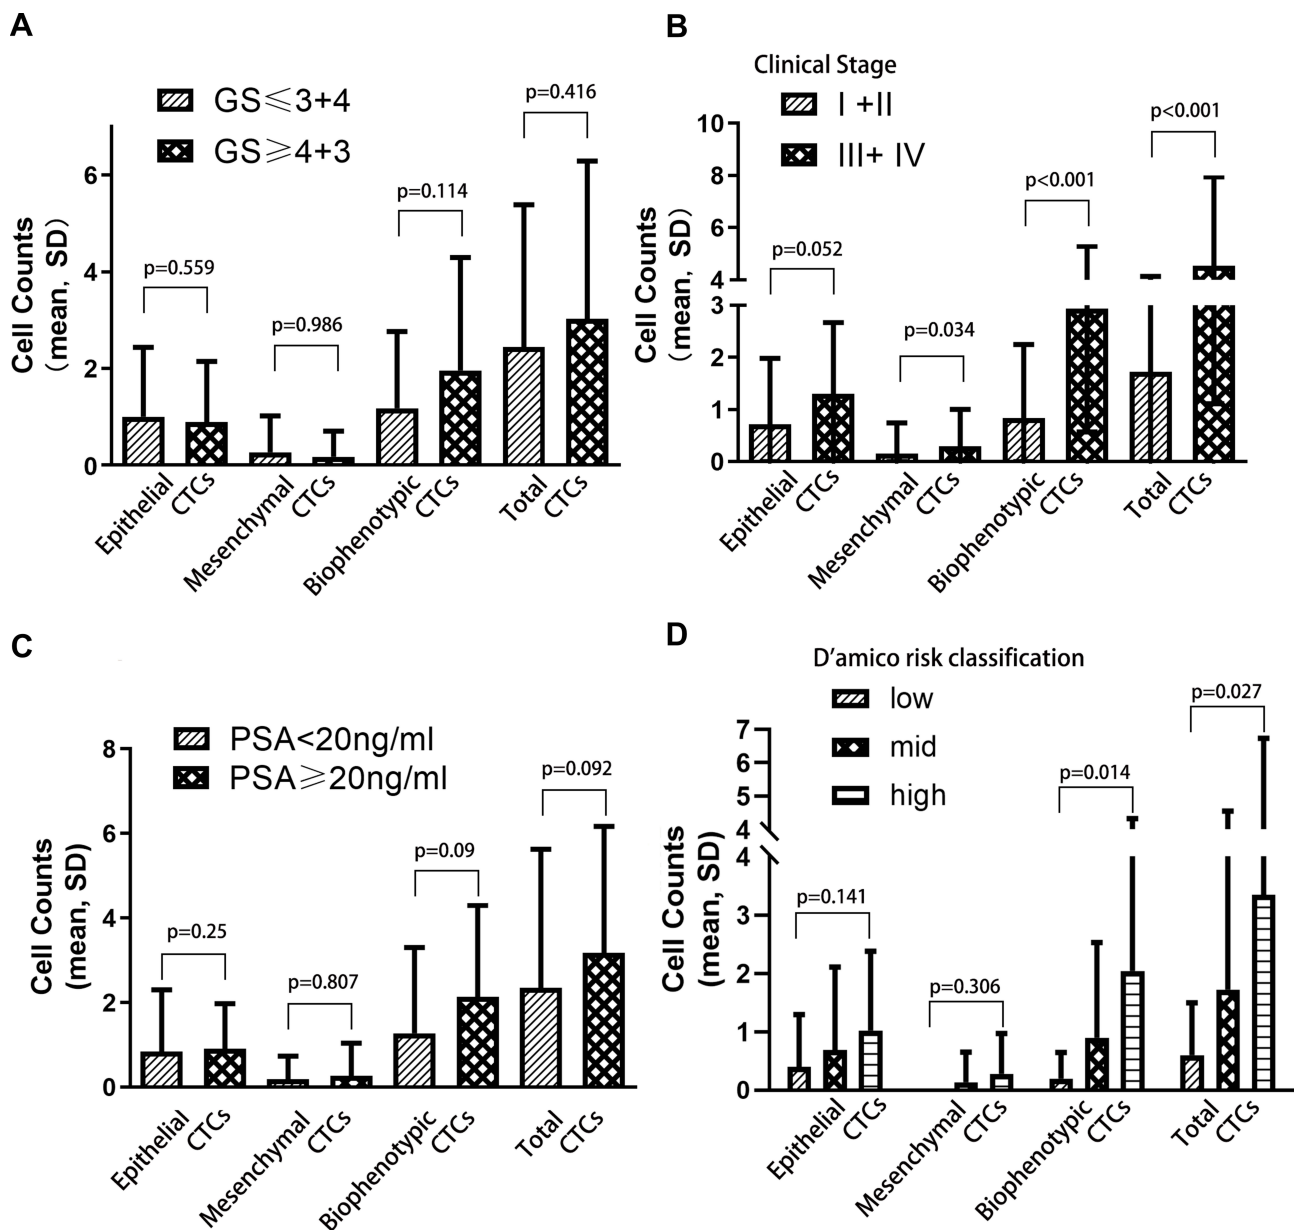 A
GS≤3+4
GS≥4+3
p=0.416
p=0.114
p=0.559
p=0.986
Cell Counts
(mean, SD)
6
4
2
0
Epithelial
CTCs
Mesenchymal
CTCs
Biophenotypic
CTCs
Total
CTCs
B
Clinical Stage
I +II
III+ IV
p<0.001
p<0.001
p=0.052
p=0.034
Cell Counts
(mean, SD)
10
8
6
4
3
2
1
0
Epithelial
CTCs
Mesenchymal
CTCs
Biophenotypic
CTCs
Total
CTCs
C
PSA<20ng/ml
PSA≥20ng/ml
p=0.092
p=0.09
p=0.25
p=0.807
Cell Counts
(mean, SD)
8
6
4
2
0
Epithelial
CTCs
Mesenchymal
CTCs
Biophenotypic
CTCs
Total
CTCs
D
D'amico risk classification
low
mid
high
p=0.027
p=0.014
p=0.141
p=0.306
Cell Counts
(mean, SD)
7
6
5
4
4
3
2
1
0
Epithelial
CTCs
Mesenchymal
CTCs
Biophenotypic
CTCs
Total
CTCs